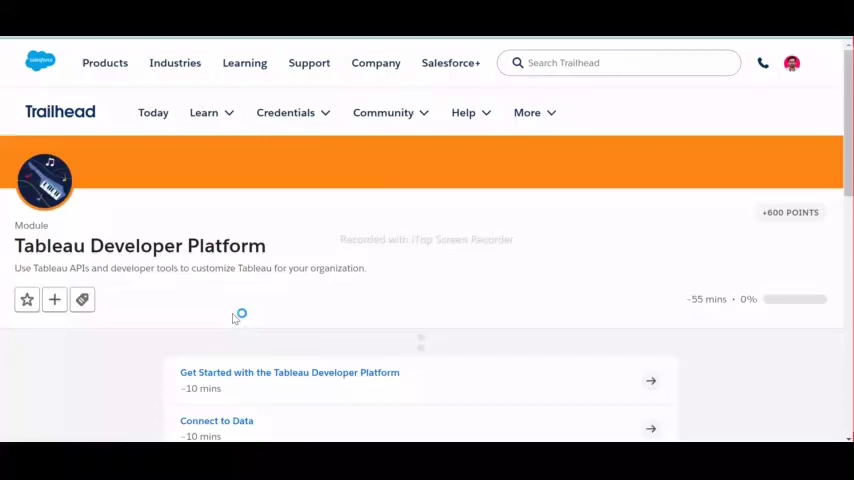 salesforce
Products Industries Learning Support Company Salesforce+ Search Trailhead
Trailhead Today Learn Credentials Community Help More
+600 POINTS
Module
Tableau Developer Platform
Recorded with iTop Screen Recorder
Use Tableau APIs and developer tools to customize Tableau for your organization.
~55 mins • 0%
Get Started with the Tableau Developer Platform
~10 mins
Connect to Data
~10 mins